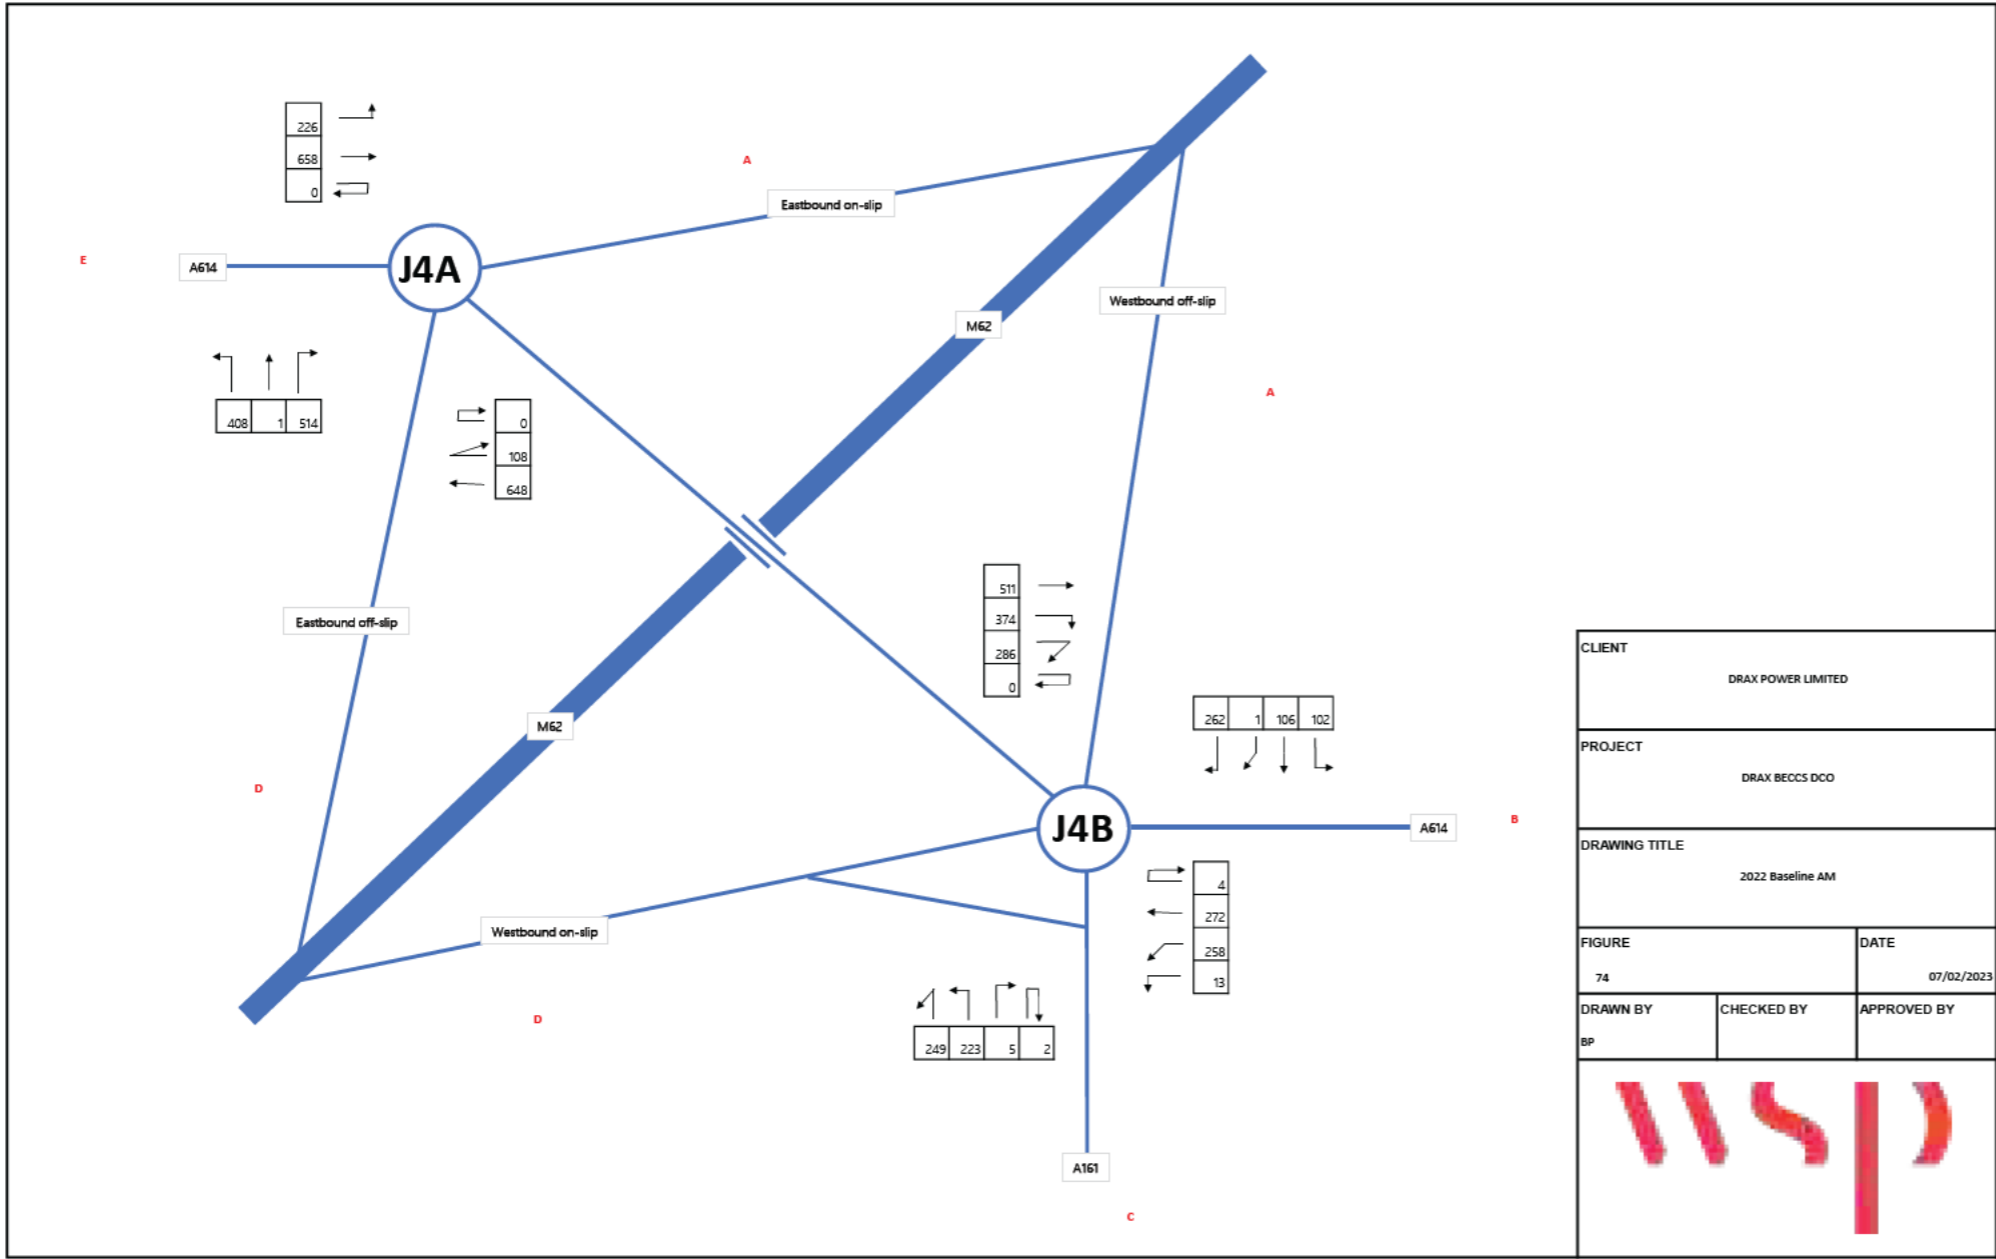 226
658
0
A
Eastbound on-slip
E
A614
J4A
Westbound off-slip
M62
A
408 1 514
0
108
648
511
374
286
0
Eastbound off-slip
M62
262 1 106 102
D
J4B
A614
B
4
272
258
13
Westbound on-slip
D
249 223 5 2
A161
C
CLIENT
DRAX POWER LIMITED
PROJECT
DRAX BECCS DCO
DRAWING TITLE
2022 Baseline AM
FIGURE
74
DATE
07/02/2023
DRAWN BY
BP
CHECKED BY
APPROVED BY
wsp